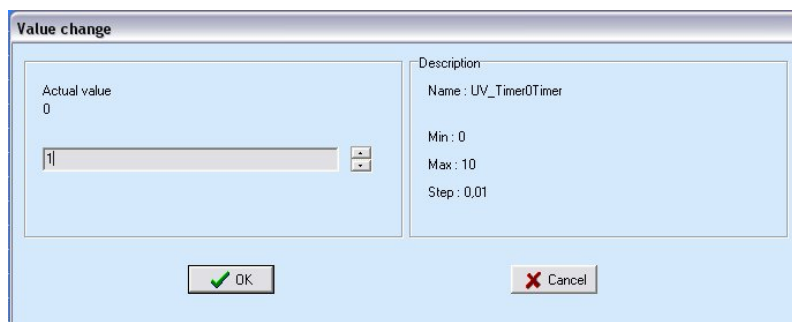 Value change
Actual value
0
1
Description
Name : UV_Timer0Timer
Min : 0
Max : 10
Step : 0,01
OK
Cancel